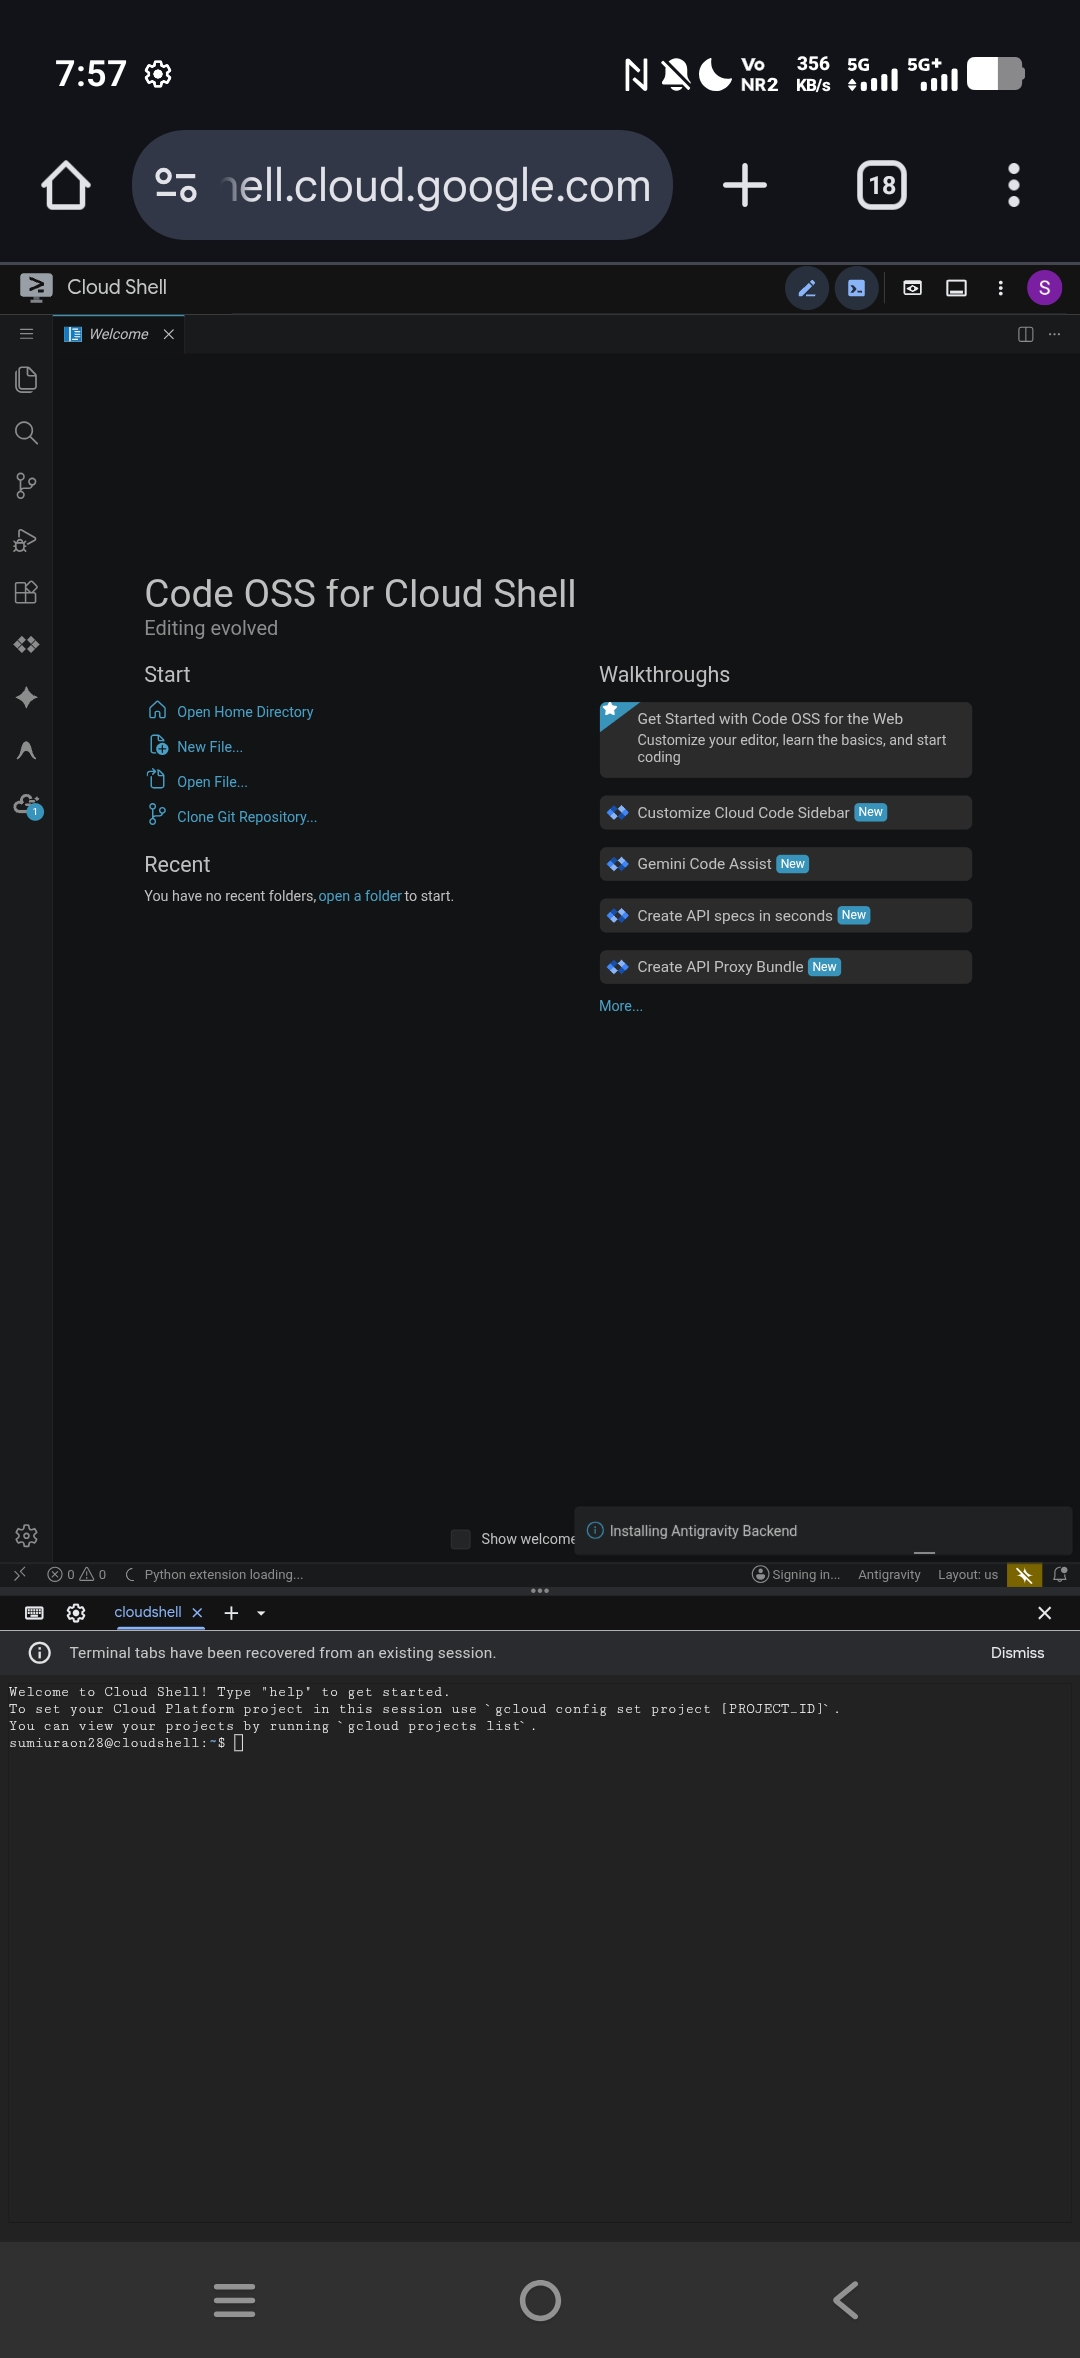 7:57
Vo
NR2
356
KB/s
5G
5G+
ell.cloud.google.com
18
Cloud Shell
S
Welcome
Code OSS for Cloud Shell
Editing evolved
Start
Open Home Directory
New File...
Open File...
Clone Git Repository...
Recent
You have no recent folders, open a folder to start.
Walkthroughs
Get Started with Code OSS for the Web
Customize your editor, learn the basics, and start
coding
Customize Cloud Code Sidebar New
Gemini Code Assist New
Create API specs in seconds New
Create API Proxy Bundle New
More...
1
Show welcome
Installing Antigravity Backend
0 0 Python extension loading...
Signing in... Antigravity Layout: us
cloudshell
Terminal tabs have been recovered from an existing session.
Dismiss
Welcome to Cloud Shell! Type "help" to get started.
To set your Cloud Platform project in this session use `gcloud config set project [PROJECT_ID]`.
You can view your projects by running `gcloud projects list`.
sumiuraon28@cloudshell:~$